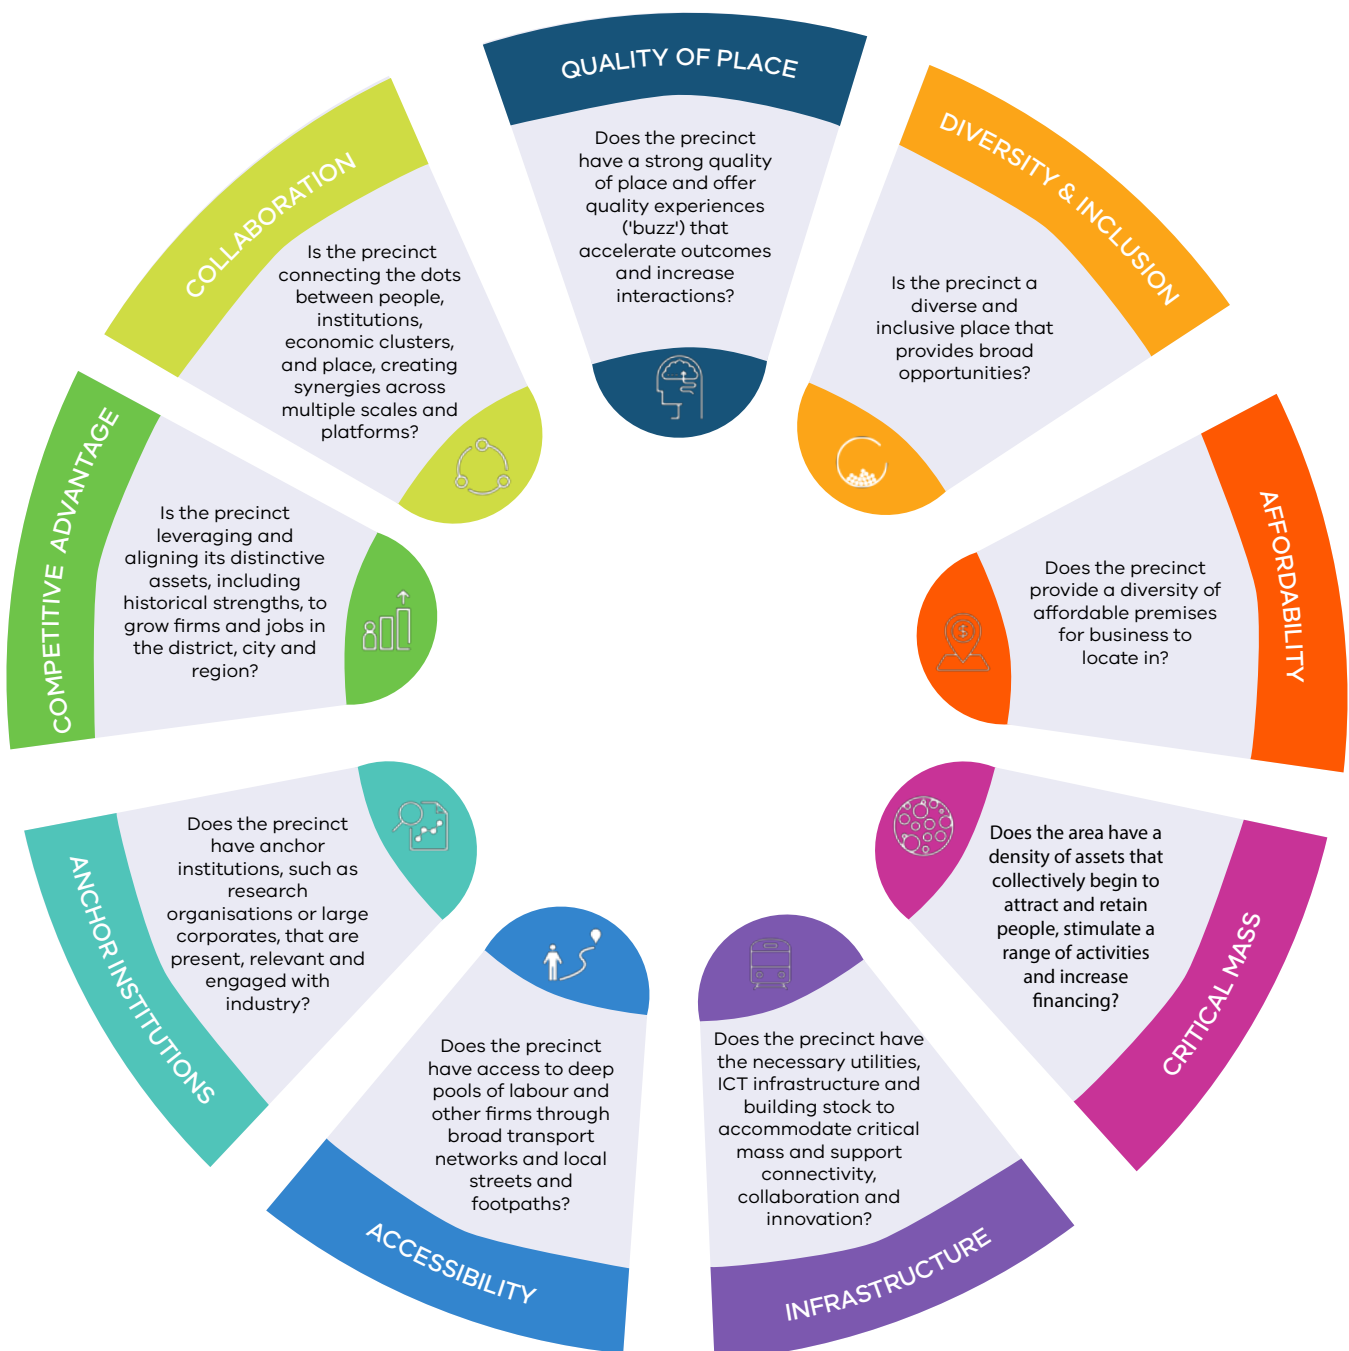 QUALITY OF PLACE
Does the precinct
have a strong quality
of place and offer
quality experiences
('buzz') that
accelerate outcomes
and increase
interactions?
DIVERSITY & INCLUSION
Is the precinct a
diverse and
inclusive place that
provides broad
opportunities?
AFFORDABILITY
Does the precinct
provide a diversity of
affordable premises
for business to
locate in?
$
CRITICAL MASS
Does the area have a
density of assets that
collectively begin to
attract and retain
people, stimulate a
range of activities
and increase
financing?
INFRASTRUCTURE
Does the precinct have
the necessary utilities,
ICT infrastructure and
building stock to
accommodate critical
mass and support
connectivity,
collaboration and
innovation?
ACCESSIBILITY
Does the precinct
have access to deep
pools of labour and
other firms through
broad transport
networks and local
streets and
footpaths?
ANCHOR INSTITUTIONS
Does the precinct
have anchor
institutions, such as
research
organisations or large
corporates, that are
present, relevant and
engaged with
industry?
COMPETITIVE ADVANTAGE
Is the precinct
leveraging and
aligning its distinctive
assets, including
historical strengths, to
grow firms and jobs in
the district, city and
region?
COLLABORATION
Is the precinct
connecting the dots
between people,
institutions,
economic clusters,
and place, creating
synergies across
multiple scales and
platforms?